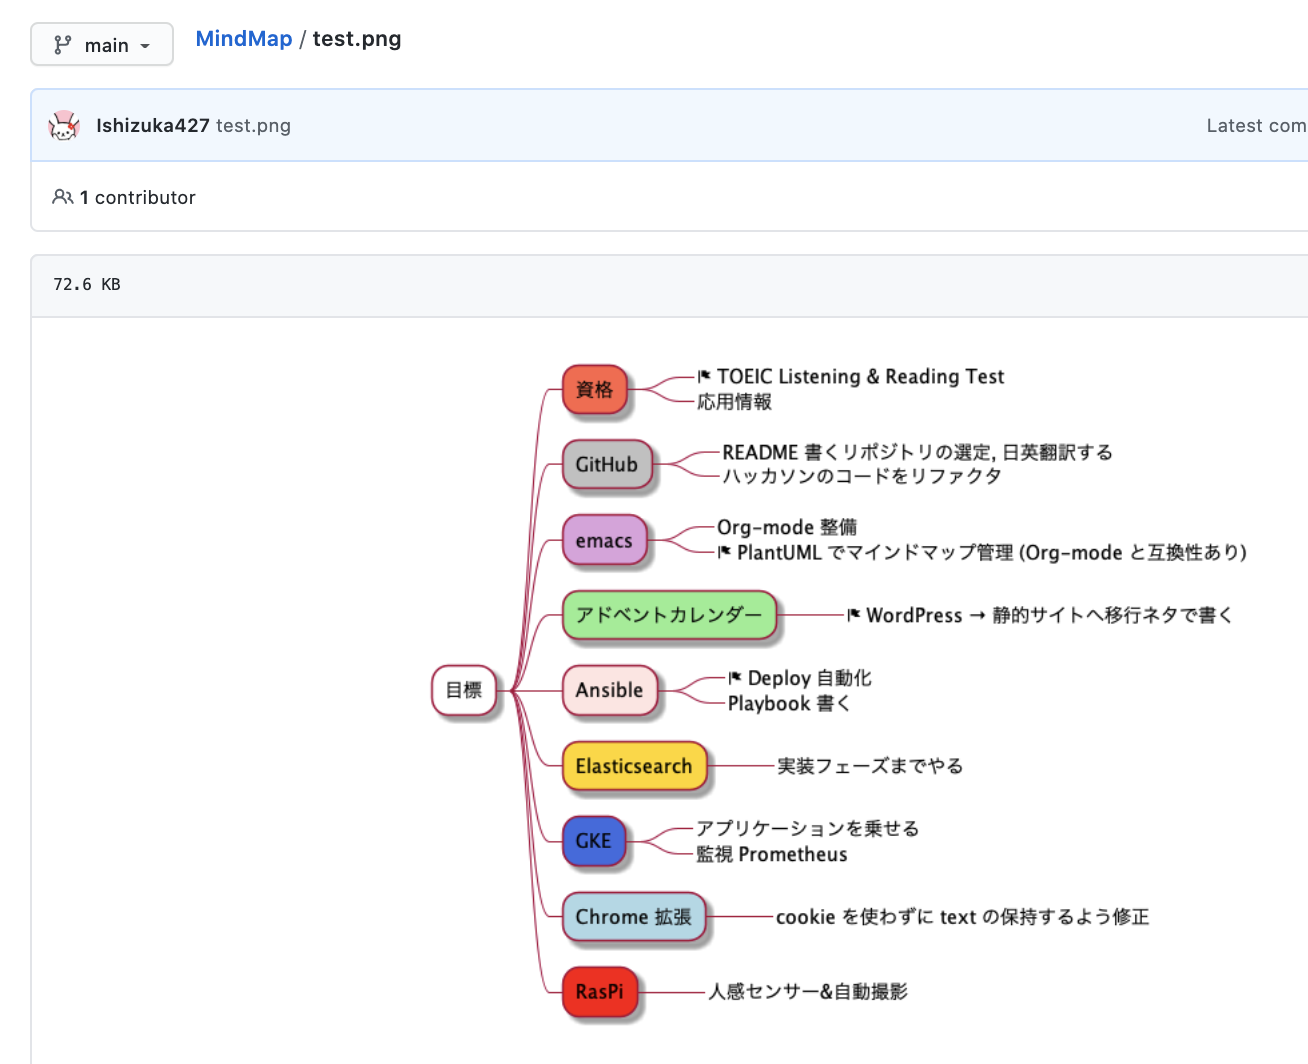 main
MindMap / test.png
Ishizuka427 test.png
Latest com
1 contributor
72.6 KB
目標
資格
TOEIC Listening & Reading Test
応用情報
GitHub
README 書くリポジトリの選定, 日英翻訳する
ハッカソンのコードをリファクタ
emacs
Org-mode 整備
PlantUML でマインドマップ管理 (Org-mode と互換性あり)
アドベントカレンダー
WordPress → 静的サイトへ移行ネタで書く
Ansible
Deploy 自動化
Playbook 書く
Elasticsearch
実装フェーズまでやる
GKE
アプリケーションを乗せる
監視 Prometheus
Chrome 拡張
cookie を使わずに text の保持するよう修正
RasPi
人感センサー&自動撮影